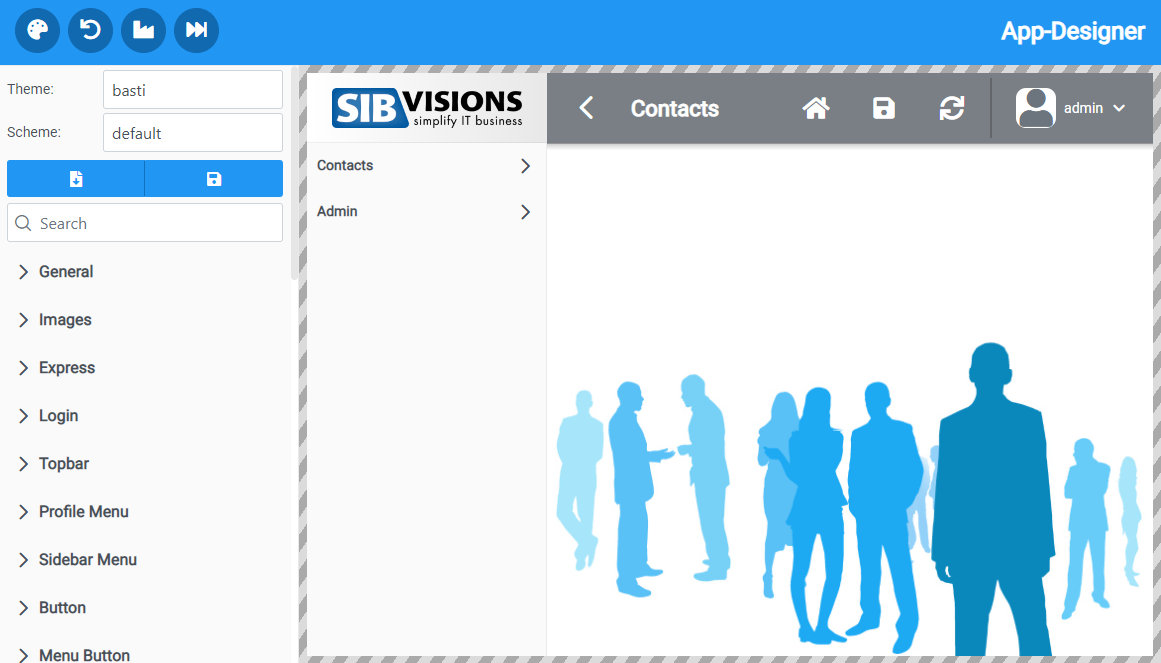 App-Designer
Theme:
basti
Scheme:
default
Search
General
Images
Express
Login
Topbar
Profile Menu
Sidebar Menu
Button
Menu Button
SIB VISIONS
simplify IT business
Contacts
admin
Contacts
Admin